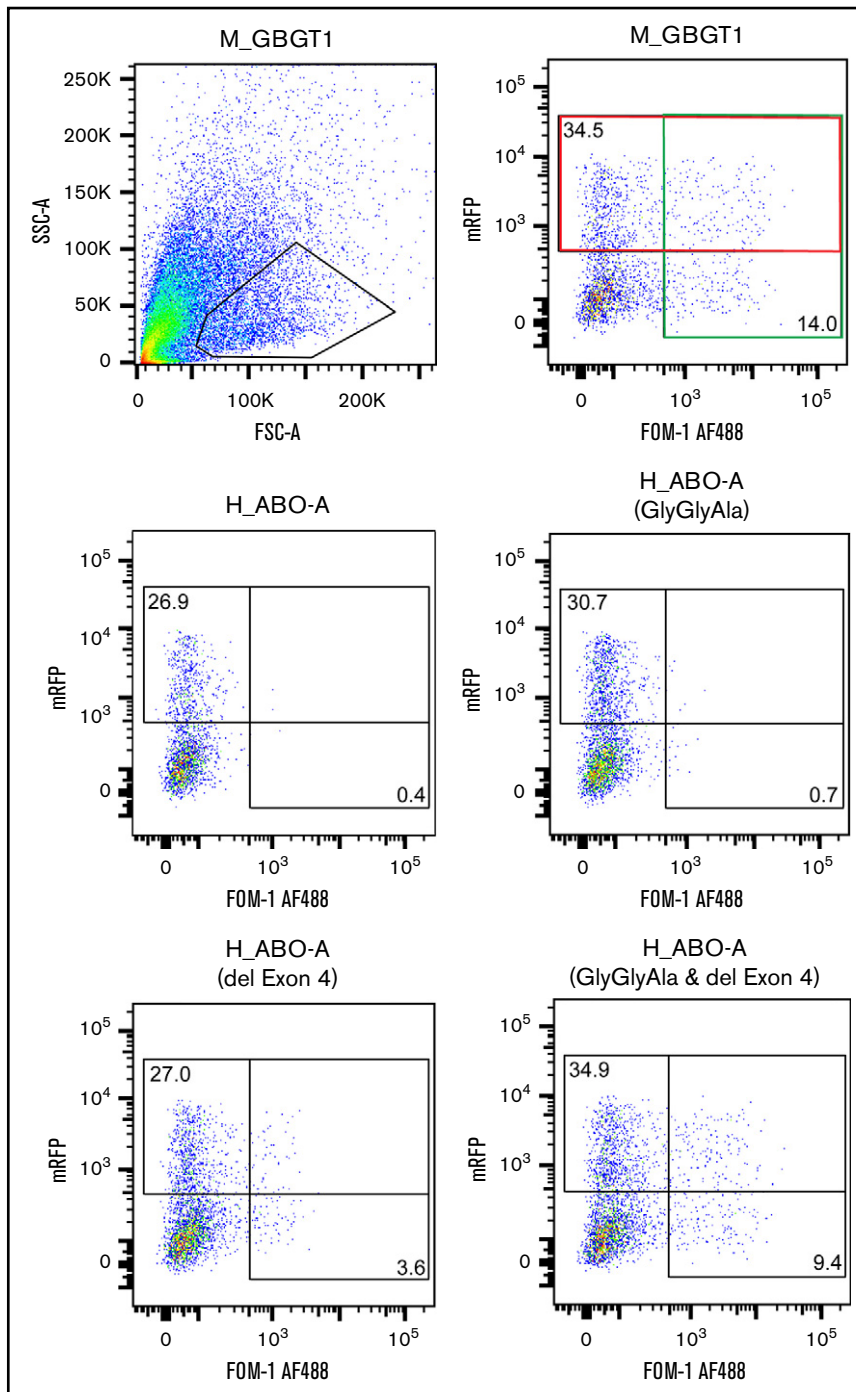 M_GBGT1
250K
200K
150K
100K
50K
0
SSC-A
0
100K
200K
FSC-A
M_GBGT1
10^5
10^4
10^3
0
mRFP
34.5
14.0
0
10^3
10^5
FOM-1 AF488
H_ABO-A
10^5
10^4
10^3
0
mRFP
26.9
0.4
0
10^3
10^5
FOM-1 AF488
H_ABO-A
(GlyGlyAla)
10^5
10^4
10^3
0
mRFP
30.7
0.7
0
10^3
10^5
FOM-1 AF488
H_ABO-A
(del Exon 4)
10^5
10^4
10^3
0
mRFP
27.0
3.6
0
10^3
10^5
FOM-1 AF488
H_ABO-A
(GlyGlyAla & del Exon 4)
10^5
10^4
10^3
0
mRFP
34.9
9.4
0
10^3
10^5
FOM-1 AF488